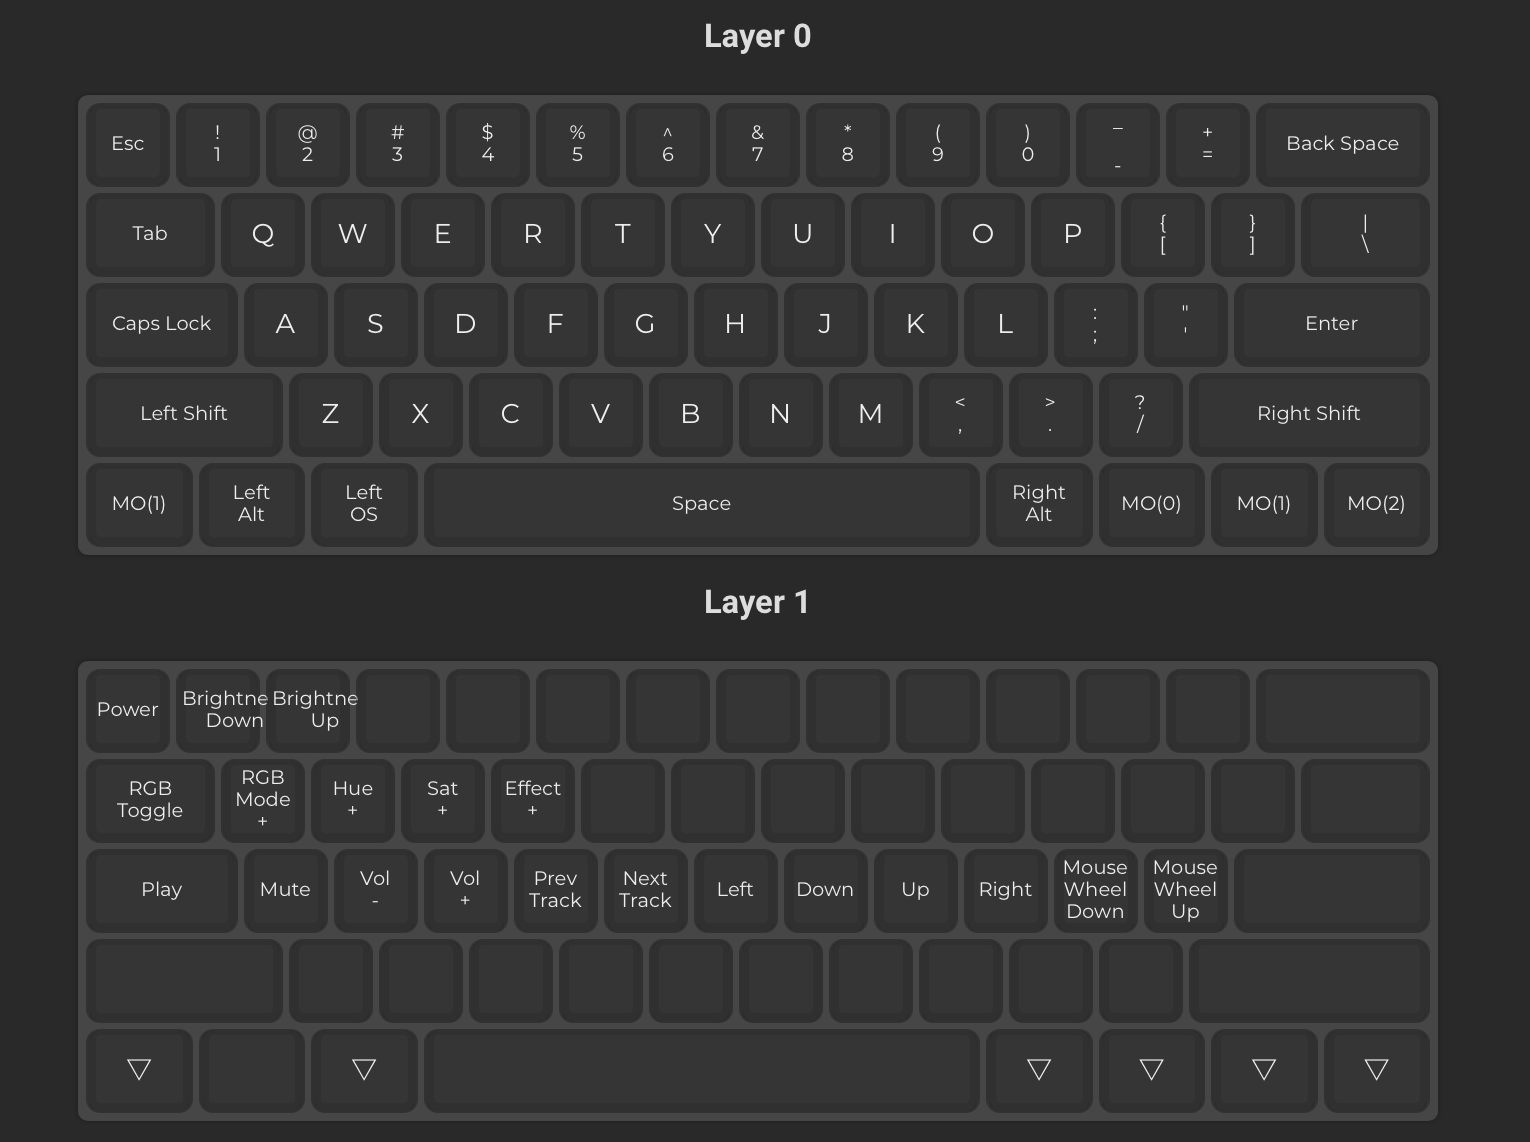 Layer 0
Esc ! @ # $ % ^ & * ( ) _ + Back Space
1 2 3 4 5 6 7 8 9 0 - =
Tab Q W E R T Y U I O P { } |
[ ] \
Caps Lock A S D F G H J K L : " Enter
; '
Left Shift Z X C V B N M < > ? Right Shift
, . /
MO(1) Left Left Space Right MO(0) MO(1) MO(2)
Alt OS Alt
Layer 1
Power Brightne Brightne
Down Up
RGB RGB Hue Sat Effect
Toggle Mode + + +
+
Play Mute Vol Vol Prev Next Left Down Up Right Mouse Mouse
- + Track Track Wheel Wheel
Down Up
▽ ▽ ▽ ▽ ▽ ▽